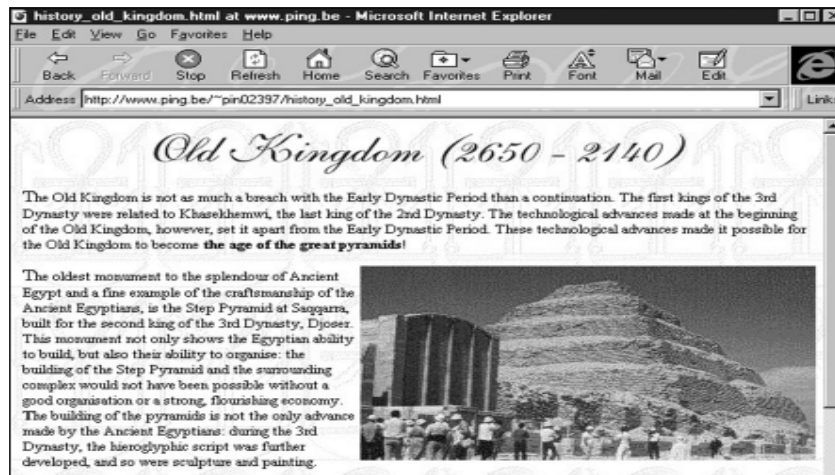 history_old_kingdom.html at www.ping.be - Microsoft Internet Explorer
File Edit View Go Favorites Help
Back Forward Stop Refresh Home Search Favorites Print Font Mail Edit
Address http://www.ping.be/~pin02397/history_old_kingdom.html Links
Old Kingdom (2650 - 2140)
The Old Kingdom is not as much a breach with the Early Dynastic Period than a continuation. The first kings of the 3rd
Dynasty were related to Khasekhemwi, the last king of the 2nd Dynasty. The technological advances made at the beginning
of the Old Kingdom, however, set it apart from the Early Dynastic Period. These technological advances made it possible for
the Old Kingdom to become the age of the great pyramids!
The oldest monument to the splendour of Ancient
Egypt and a fine example of the craftsmanship of the
Ancient Egyptians, is the Step Pyramid at Saqqarra,
built for the second king of the 3rd Dynasty, Djoser.
This monument not only shows the Egyptian ability
to build, but also their ability to organise: the
building of the Step Pyramid and the surrounding
complex would not have been possible without a
good organisation or a strong, flourishing economy.
The building of the pyramids is not the only advance
made by the Ancient Egyptians: during the 3rd
Dynasty, the hieroglyphic script was further
developed, and so were sculpture and painting.